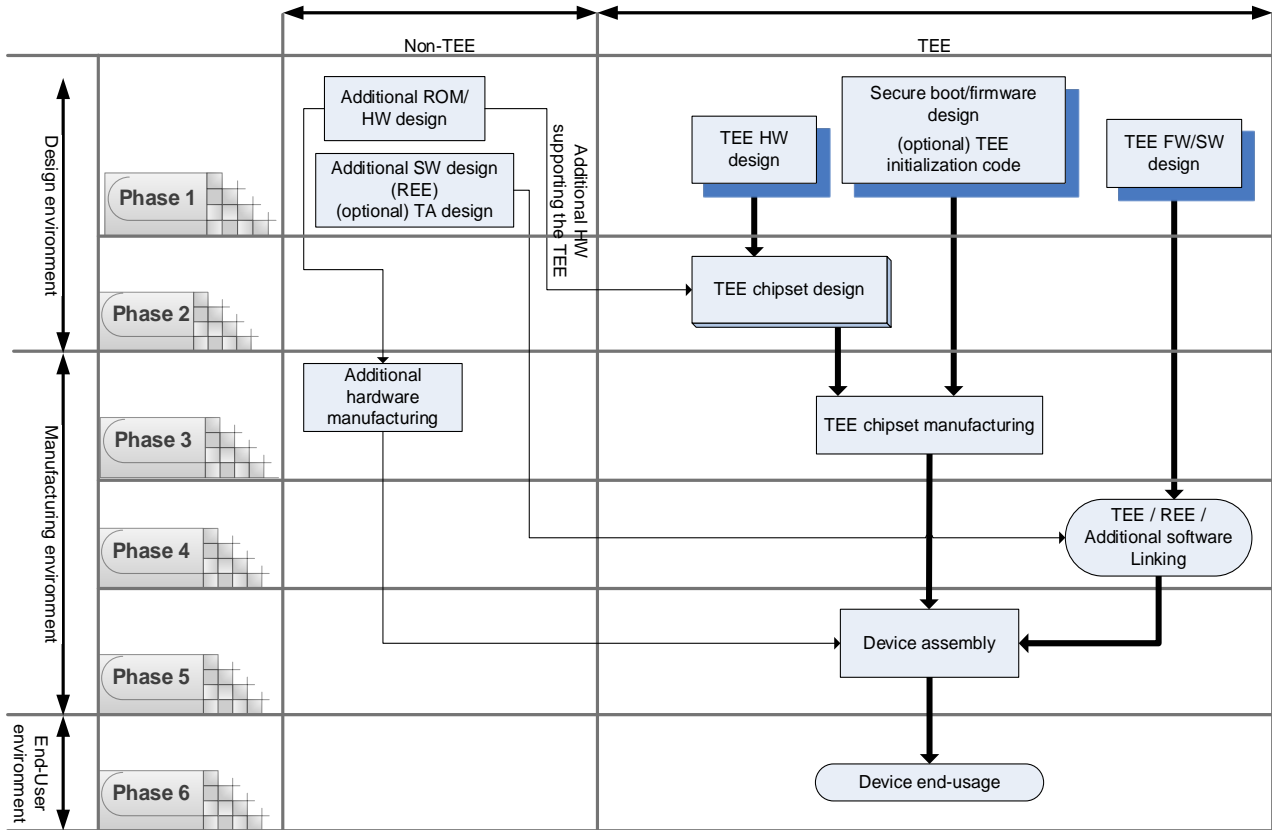 Non-TEE
TEE
Design environment
Phase 1
Additional ROM/
HW design
Additional SW design
(REE)
(optional) TA design
Additional HW
supporting the TEE
TEE HW
design
Secure boot/firmware
design
(optional) TEE
initialization code
TEE FW/SW
design
Phase 2
TEE chipset design
Manufacturing environment
Phase 3
Additional
hardware
manufacturing
TEE chipset manufacturing
Phase 4
TEE / REE /
Additional software
Linking
Phase 5
Device assembly
End-User
environment
Phase 6
Device end-usage